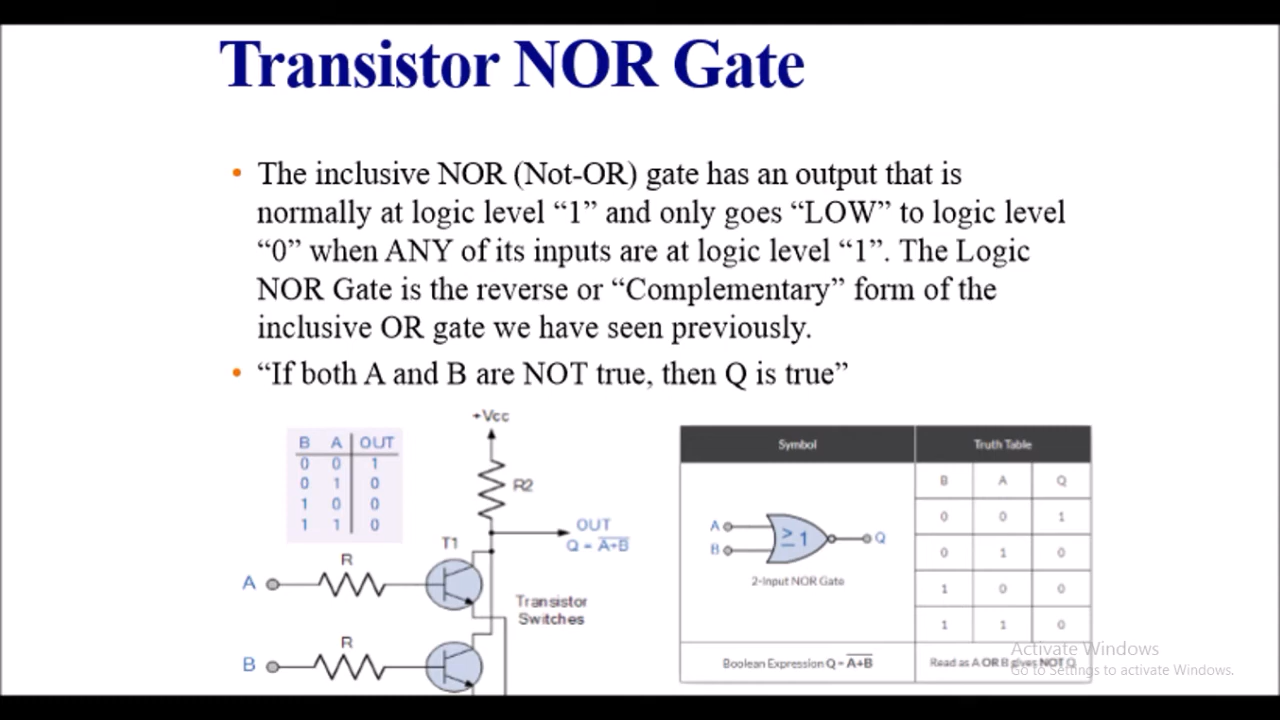 Transistor NOR Gate
• The inclusive NOR (Not-OR) gate has an output that is
normally at logic level “1” and only goes “LOW” to logic level
“0” when ANY of its inputs are at logic level “1”. The Logic
NOR Gate is the reverse or “Complementary” form of the
inclusive OR gate we have seen previously.
• “If both A and B are NOT true, then Q is true”
B A OUT
0 0 1
0 1 0
1 0 0
1 1 0
+Vcc
R2
OUT
Q = A+B
T1
R
A
Transistor
Switches
R
B
Symbol Truth Table
B A Q
0 0 1
0 1 0
1 0 0
1 1 0
A
B
≥1
Q
2-Input NOR Gate
Boolean Expression Q = A+B
Read as A OR B gives NOT Q
Activate Windows
Go to Settings to activate Windows.